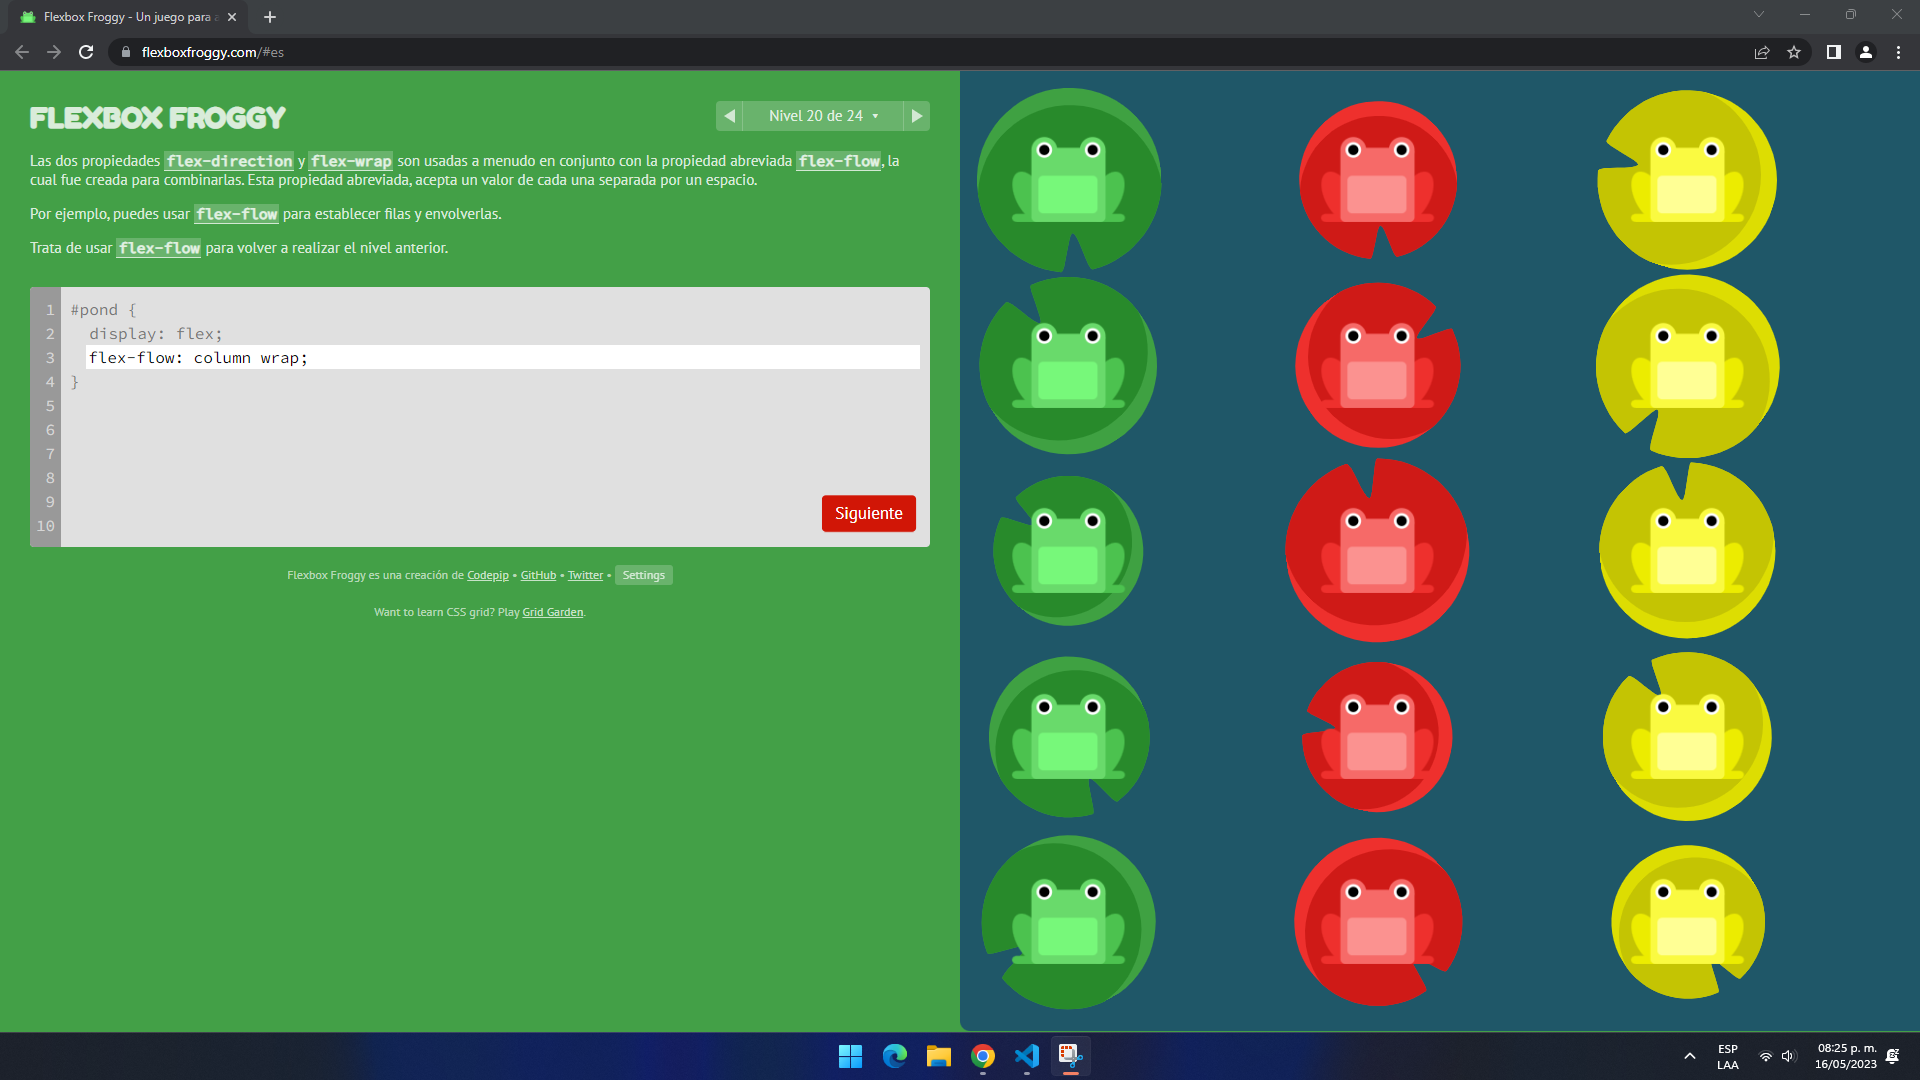 Flexbox Froggy - Un juego para a
flexboxfroggy.com/#es
FLEXBOX FROGGY
Nivel 20 de 24
Las dos propiedades flex-direction y flex-wrap son usadas a menudo en conjunto con la propiedad abreviada flex-flow, la
cual fue creada para combinarlas. Esta propiedad abreviada, acepta un valor de cada una separada por un espacio.
Por ejemplo, puedes usar flex-flow para establecer filas y envolverlas.
Trata de usar flex-flow para volver a realizar el nivel anterior.
1 #pond {
2 display: flex;
3 flex-flow: column wrap;
4 }
5
6
7
8
9
10
Siguiente
Flexbox Froggy es una creación de Codepip • GitHub • Twitter • Settings
Want to learn CSS grid? Play Grid Garden.
ESP
LAA
08:25 p. m.
16/05/2023